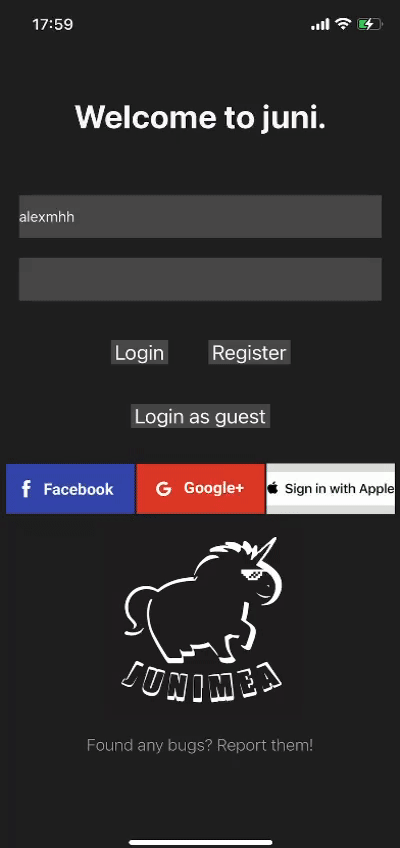 17:59
Welcome to juni.
alexmhh
Login Register
Login as guest
f Facebook G Google+ Sign in with Apple
JUNIMEA
Found any bugs? Report them!